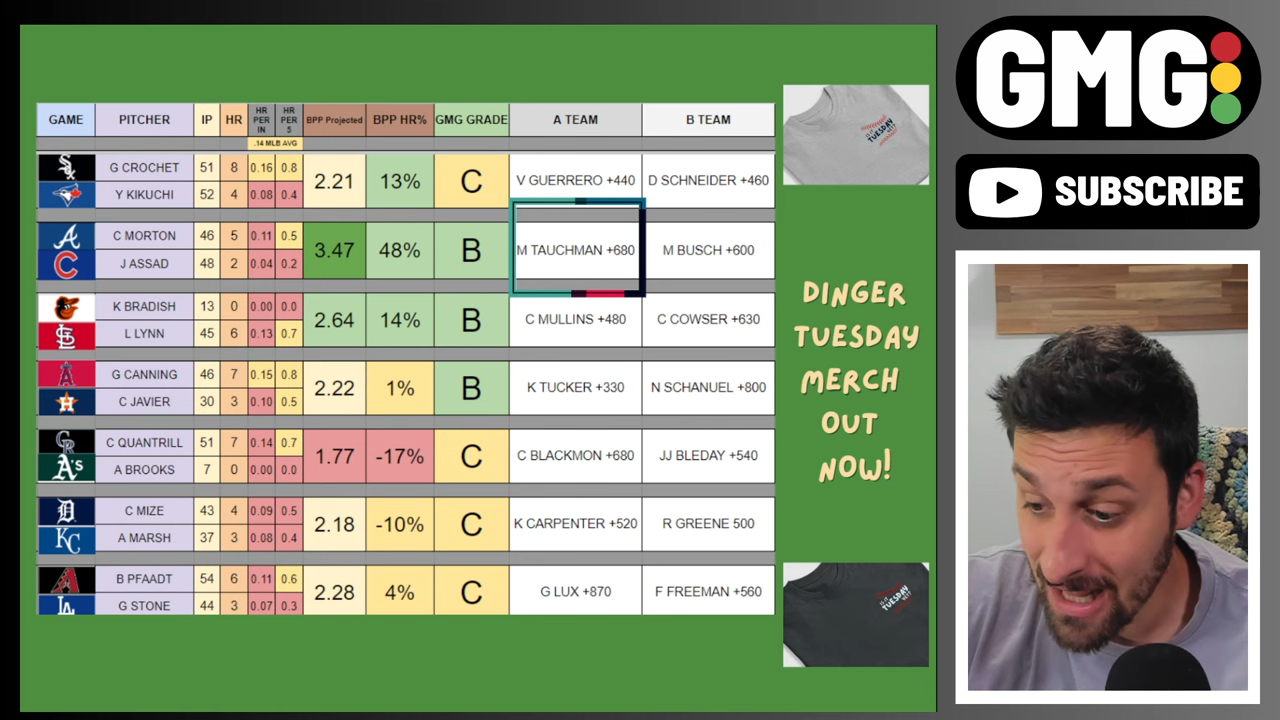 GAME PITCHER IP HR HR PER IN HR PER 5 BPP Projected BPP HR% GMG GRADE A TEAM B TEAM
.14 MLB AVG
G CROCHET 51 8 0.16 0.8 2.21 13% C V GUERRERO +440 D SCHNEIDER +460
Y KIKUCHI 52 4 0.08 0.4
C MORTON 46 5 0.11 0.5 3.47 48% B M TAUCHMAN +680 M BUSCH +600
J ASSAD 48 2 0.04 0.2
K BRADISH 13 0 0.00 0.0 2.64 14% B C MULLINS +480 C COWSER +630
L LYNN 45 6 0.13 0.7
G CANNING 46 7 0.15 0.8 2.22 1% B K TUCKER +330 N SCHANUEL +800
C JAVIER 30 3 0.10 0.5
C QUANTRILL 51 7 0.14 0.7 1.77 -17% C C BLACKMON +680 JJ BLEDAY +540
A BROOKS 7 0 0.00 0.0
C MIZE 43 4 0.09 0.5 2.18 -10% C K CARPENTER +520 R GREENE 500
A MARSH 37 3 0.08 0.4
B PFAADT 54 6 0.11 0.6 2.28 4% C G LUX +870 F FREEMAN +560
G STONE 44 3 0.07 0.3
TUESDAY
DINGER
TUESDAY
MERCH
OUT
NOW!
TUESDAY
GMG
SUBSCRIBE